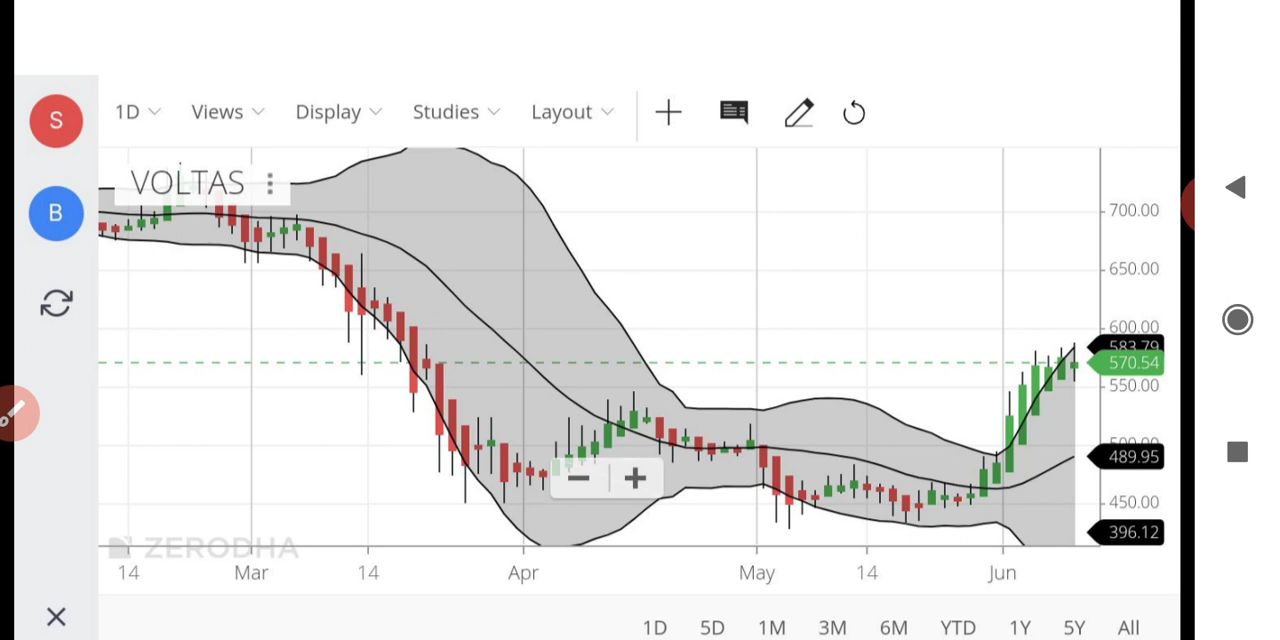 S
1D Views Display Studies Layout
VOLTAS
B
700.00
650.00
600.00
583.79
570.54
550.00
500.00
489.95
450.00
396.12
ZERODHA
14 Mar 14 Apr May 14 Jun
1D 5D 1M 3M 6M YTD 1Y 5Y All